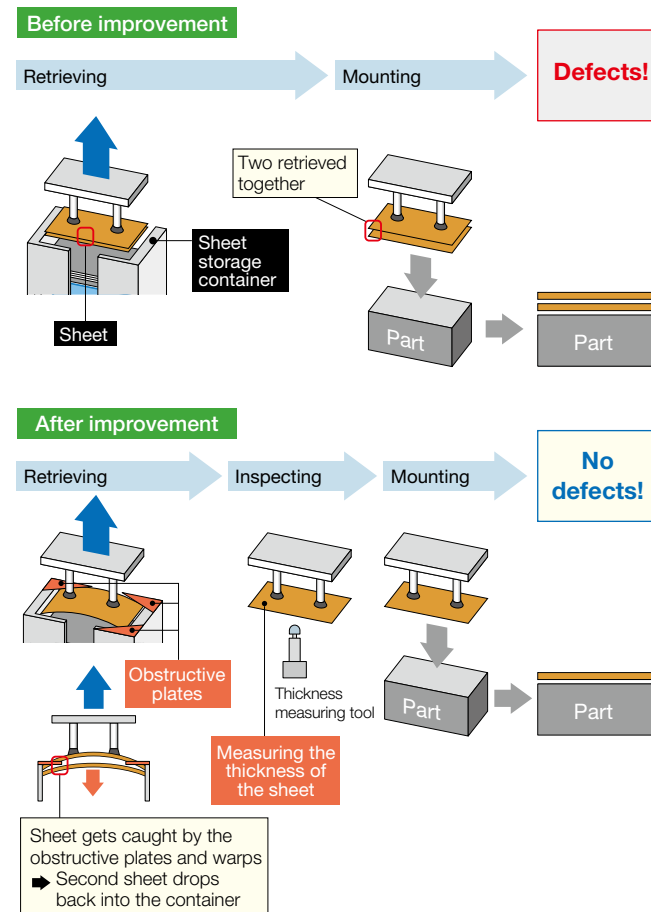 Before improvement
Retrieving
Mounting
Defects!
Two retrieved
together
Sheet
storage
container
Sheet
Part
Part
After improvement
Retrieving
Inspecting
Mounting
No
defects!
Obstructive
plates
Thickness
measuring tool
Part
Part
Measuring the
thickness of
the sheet
Sheet gets caught by the
obstructive plates and warps
➡ Second sheet drops
back into the container